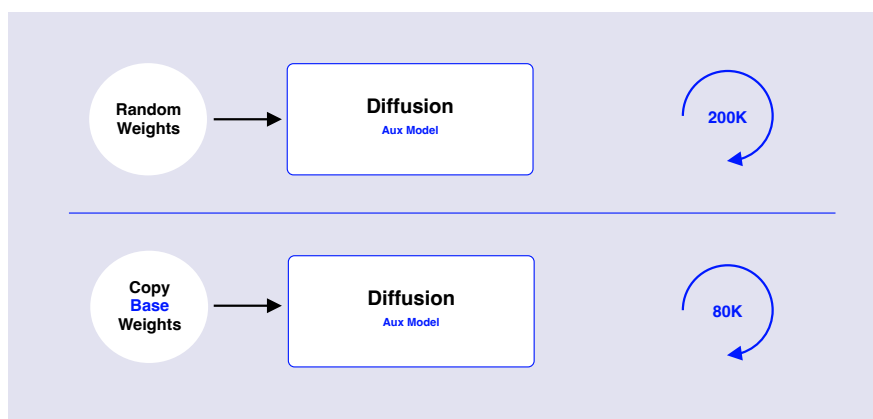 Random
Weights
Diffusion
Aux Model
200K
Copy
Base
Weights
Diffusion
Aux Model
80K